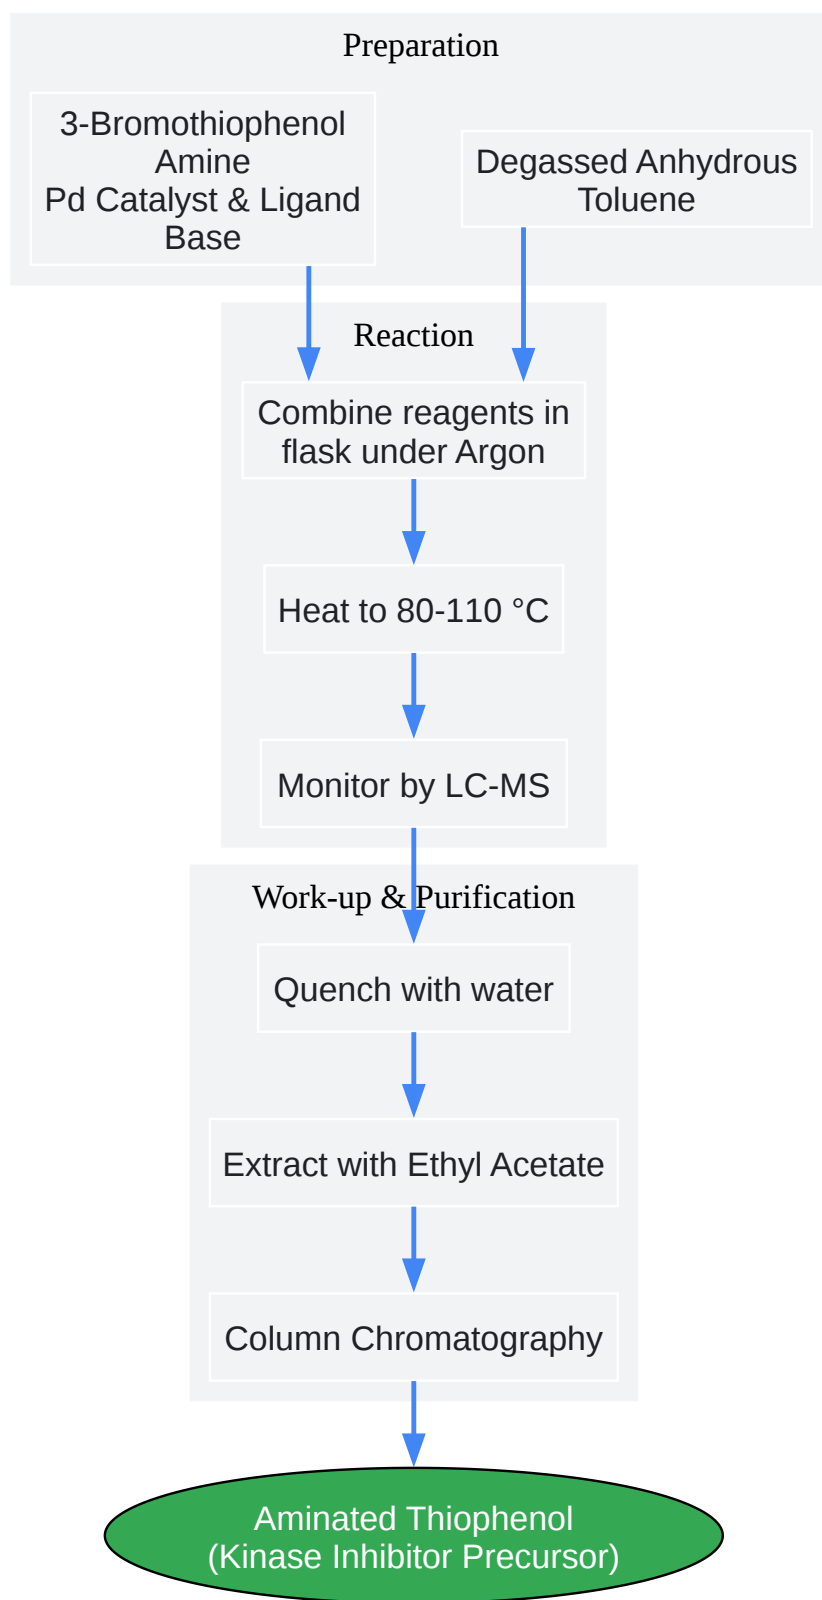 Preparation
3-Bromothiophenol
Amine
Pd Catalyst & Ligand
Base
Degassed Anhydrous
Toluene
Reaction
Combine reagents in
flask under Argon
Heat to 80-110 °C
Monitor by LC-MS
Work-up & Purification
Quench with water
Extract with Ethyl Acetate
Column Chromatography
Aminated Thiophenol
(Kinase Inhibitor Precursor)